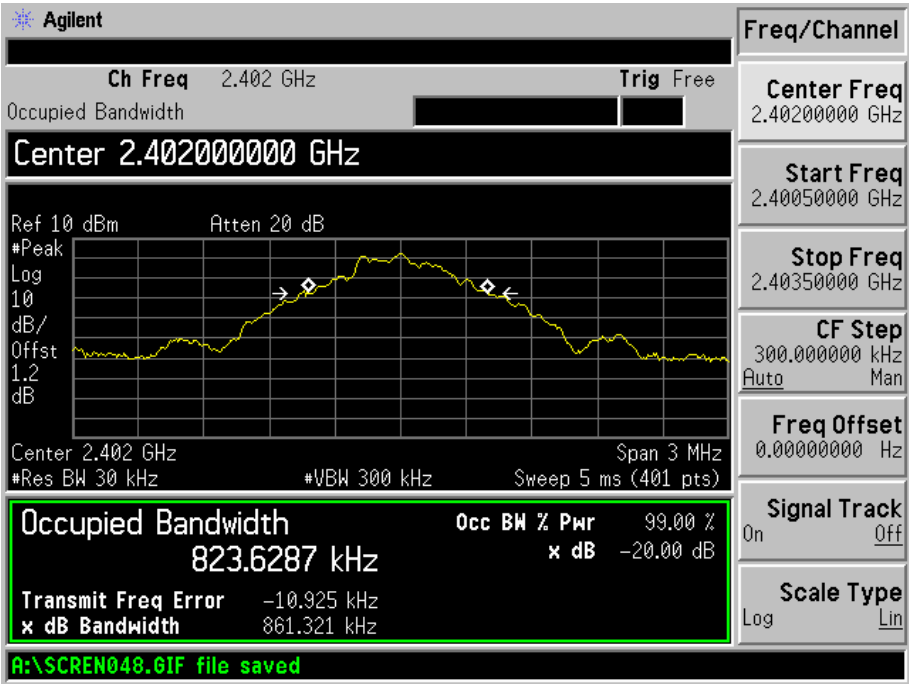 Agilent
Ch Freq 2.402 GHz Trig Free
Occupied Bandwidth
Center 2.402000000 GHz
Ref 10 dBm Atten 20 dB
#Peak
Log
10
dB/
Offst
1.2
dB
Center 2.402 GHz Span 3 MHz
#Res BW 30 kHz #VBW 300 kHz Sweep 5 ms (401 pts)
Occupied Bandwidth Occ BW % Pwr 99.00 %
823.6287 kHz x dB -20.00 dB
Transmit Freq Error -10.925 kHz
x dB Bandwidth 861.321 kHz
A:\SCREN048.GIF file saved
Freq/Channel
Center Freq
2.40200000 GHz
Start Freq
2.40050000 GHz
Stop Freq
2.40350000 GHz
CF Step
300.000000 kHz
Auto Man
Freq Offset
0.00000000 Hz
Signal Track
On Off
Scale Type
Log Lin